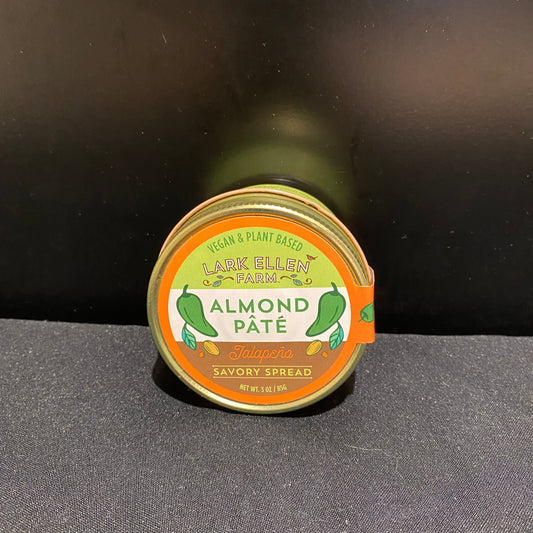 VEGAN & PLANT BASED
LARK ELLEN
FARM
ALMOND
PÂTÉ
Jalapeño
SAVORY SPREAD
NET WT. 3 OZ / 85G